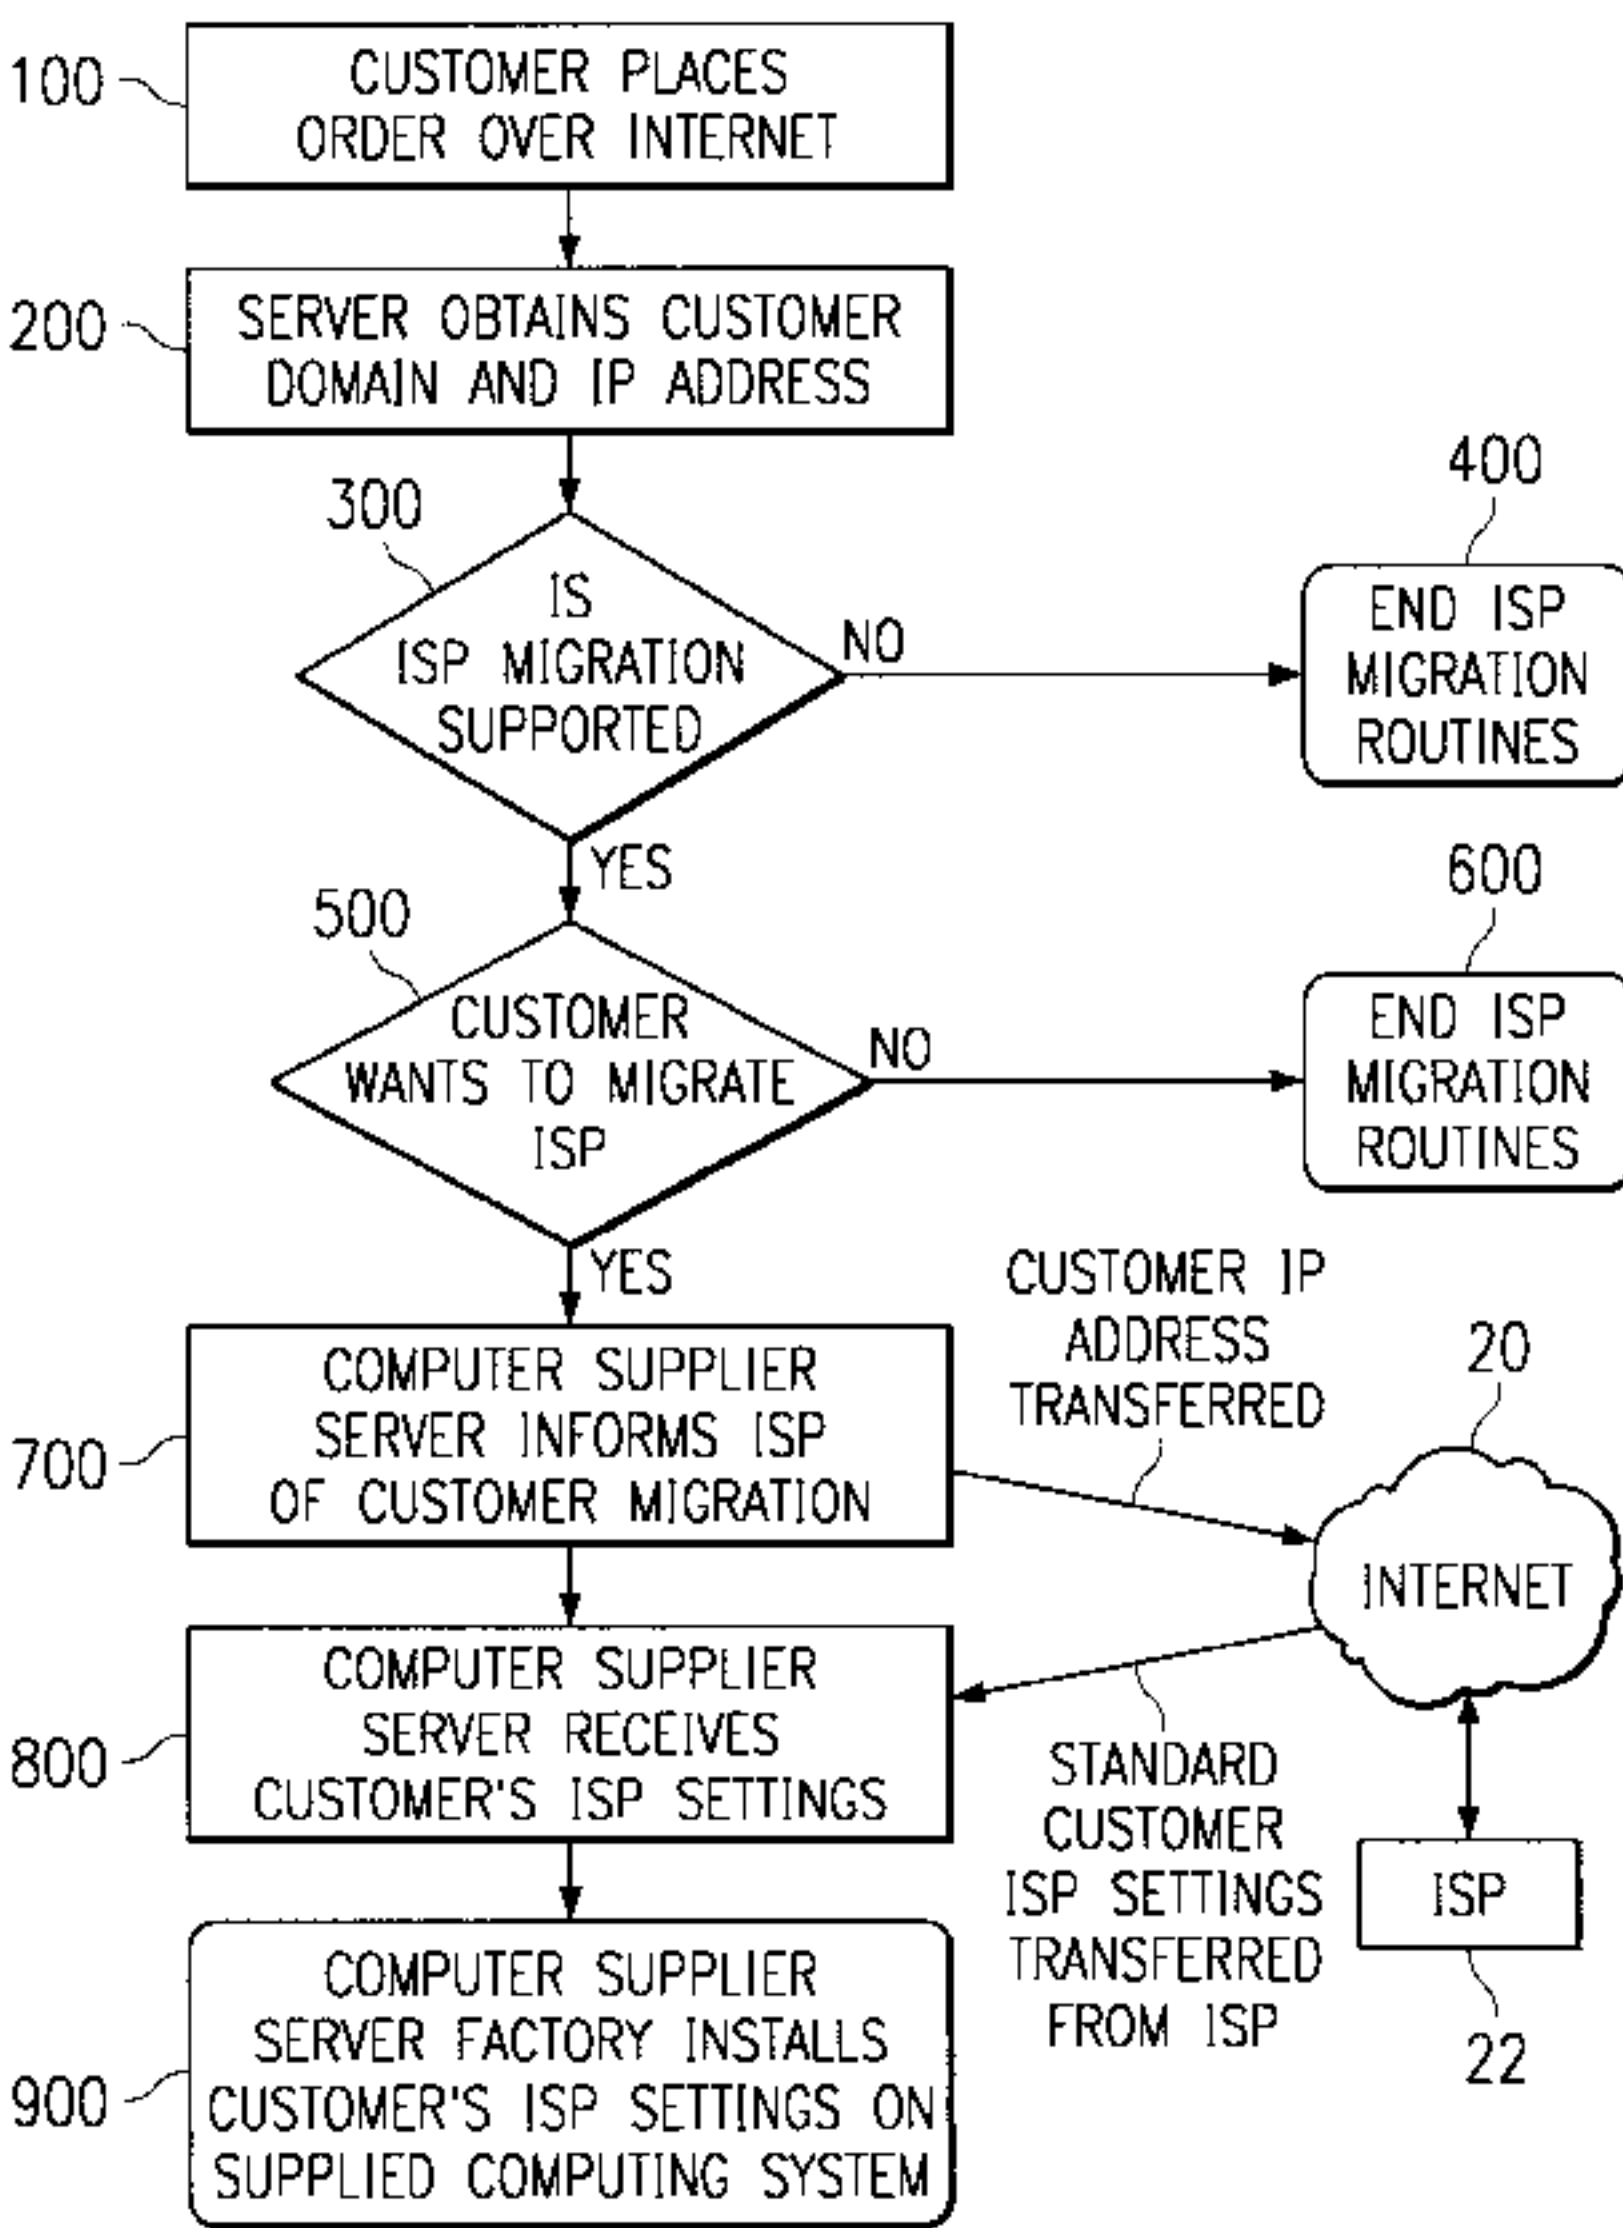 100
CUSTOMER PLACES
ORDER OVER INTERNET
200
SERVER OBTAINS CUSTOMER
DOMAIN AND IP ADDRESS
300
IS
ISP MIGRATION
SUPPORTED
NO
400
END ISP
MIGRATION
ROUTINES
YES
500
CUSTOMER
WANTS TO MIGRATE
ISP
NO
600
END ISP
MIGRATION
ROUTINES
YES
700
COMPUTER SUPPLIER
SERVER INFORMS ISP
OF CUSTOMER MIGRATION
CUSTOMER IP
ADDRESS
TRANSFERRED
20
INTERNET
800
COMPUTER SUPPLIER
SERVER RECEIVES
CUSTOMER'S ISP SETTINGS
STANDARD
CUSTOMER
ISP SETTINGS
TRANSFERRED
FROM ISP
ISP
22
900
COMPUTER SUPPLIER
SERVER FACTORY INSTALLS
CUSTOMER'S ISP SETTINGS ON
SUPPLIED COMPUTING SYSTEM